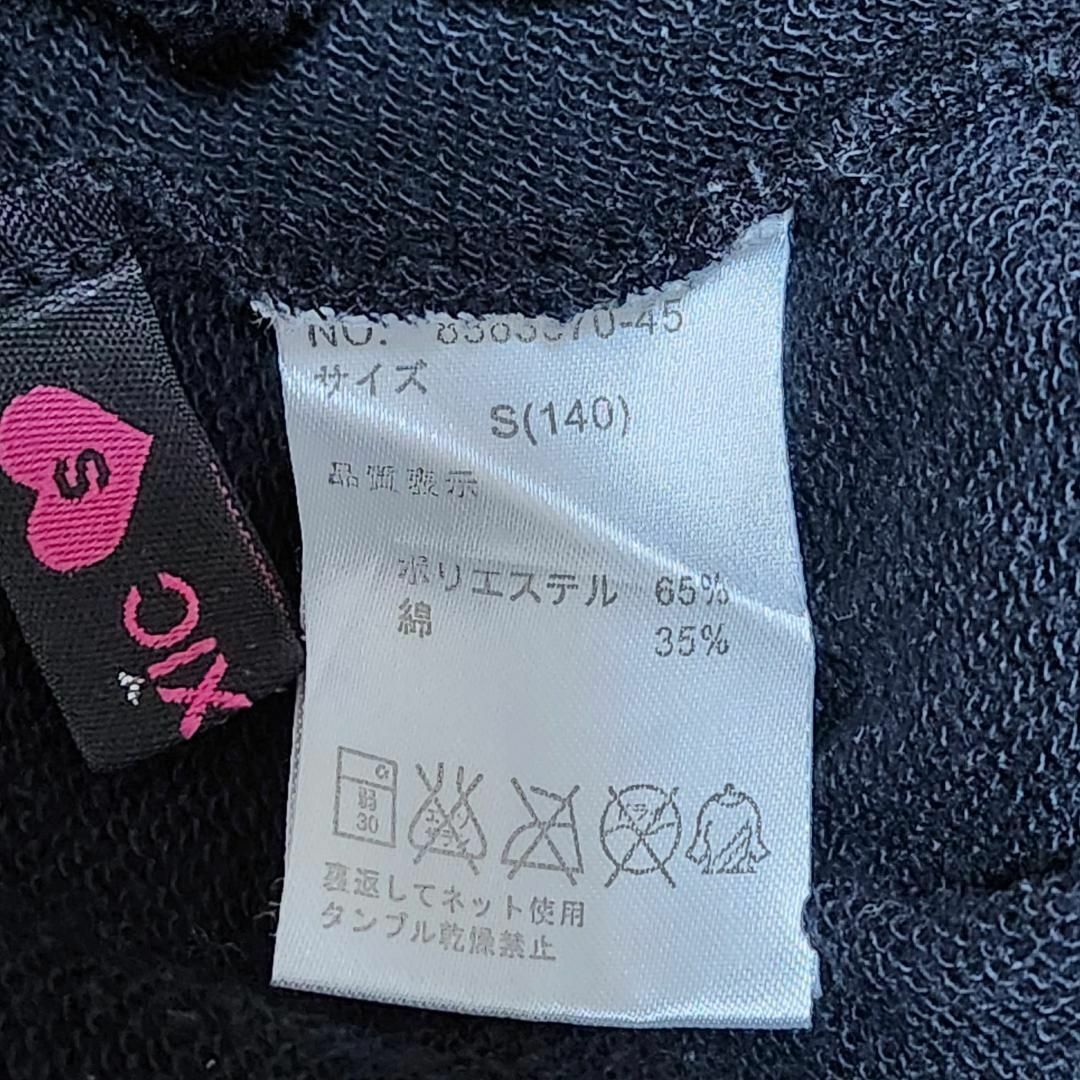 サイズ
S(140)
品質表示
ポリエステル 65%
綿 35%
弱
30
裏返してネット使用
タンブル乾燥禁止
S
XIC